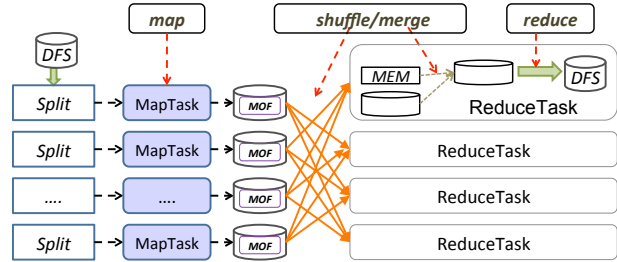 map
shuffle/merge
reduce
DFS
MEM
DFS
ReduceTask
Split
MapTask
MOF
Split
MapTask
MOF
ReduceTask
....
....
MOF
ReduceTask
Split
MapTask
MOF
ReduceTask